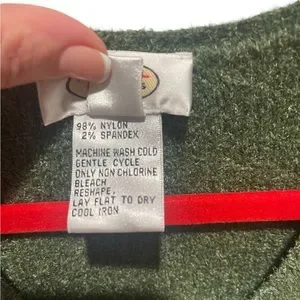 98% NYLON
2% SPANDEX
MACHINE WASH COLD
GENTLE CYCLE
ONLY NON CHLORINE
BLEACH
RESHAPE,
LAY FLAT TO DRY
COOL IRON